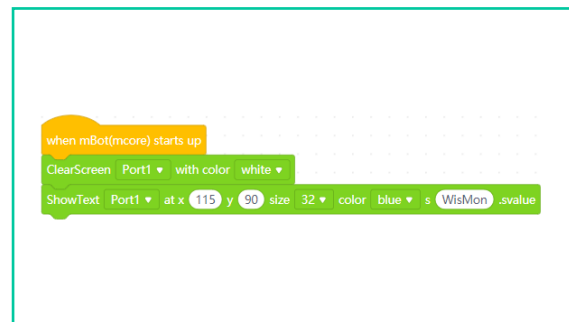 when mBot(mcore) starts up
ClearScreen Port1 with color white
ShowText Port1 at x 115 y 90 size 32 color blue s WisMon .svalue